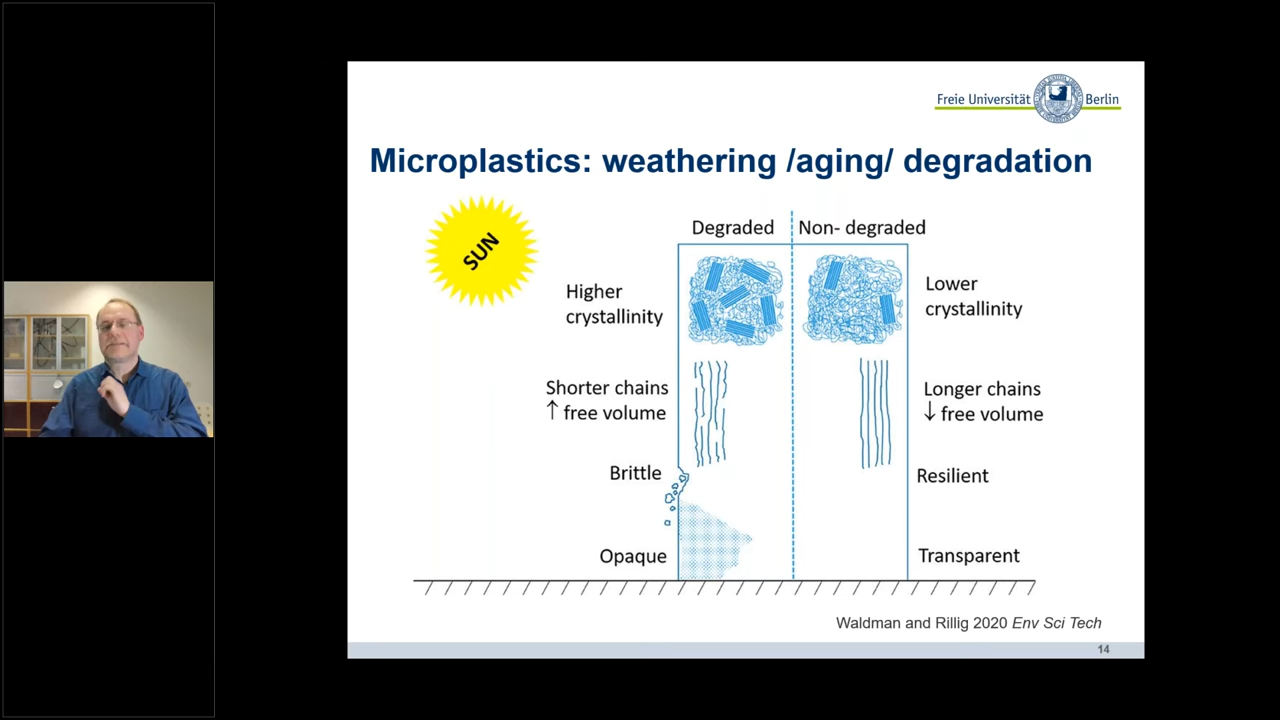 Freie Universität Berlin
Microplastics: weathering /aging/ degradation
SUN
Degraded
Non- degraded
Higher
crystallinity
Lower
crystallinity
Shorter chains
↑ free volume
Longer chains
↓ free volume
Brittle
Resilient
Opaque
Transparent
Waldman and Rillig 2020 Env Sci Tech
14